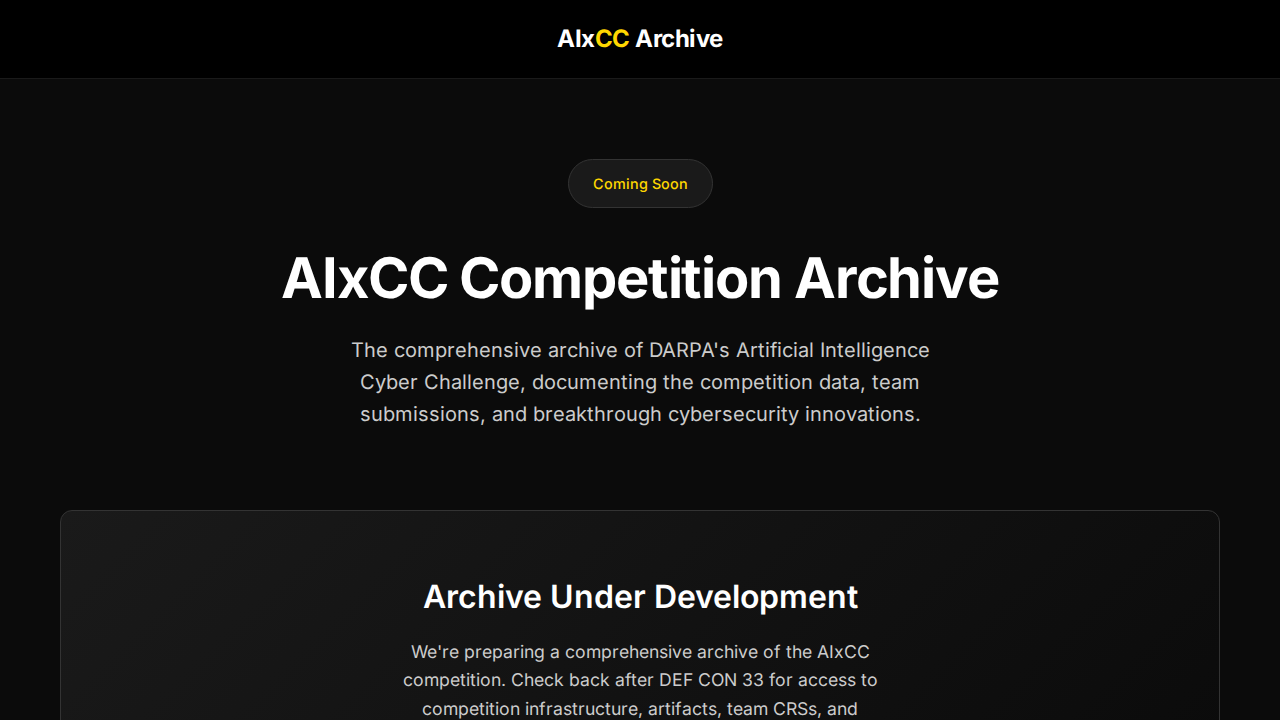 AIxCC Archive
Coming Soon
AIxCC Competition Archive
The comprehensive archive of DARPA's Artificial Intelligence
Cyber Challenge, documenting the competition data, team
submissions, and breakthrough cybersecurity innovations.
Archive Under Development
We're preparing a comprehensive archive of the AIxCC
competition. Check back after DEF CON 33 for access to
competition infrastructure, artifacts, team CRSs, and